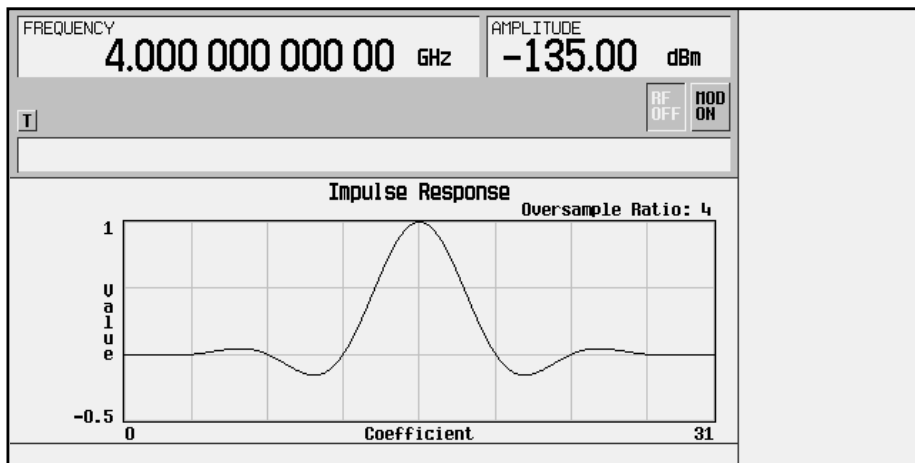 FREQUENCY
4.000 000 000 00 GHz
AMPLITUDE
-135.00 dBm
RF OFF
MOD ON
T
Impulse Response
Oversample Ratio: 4
1
Value
-0.5
0
Coefficient
31